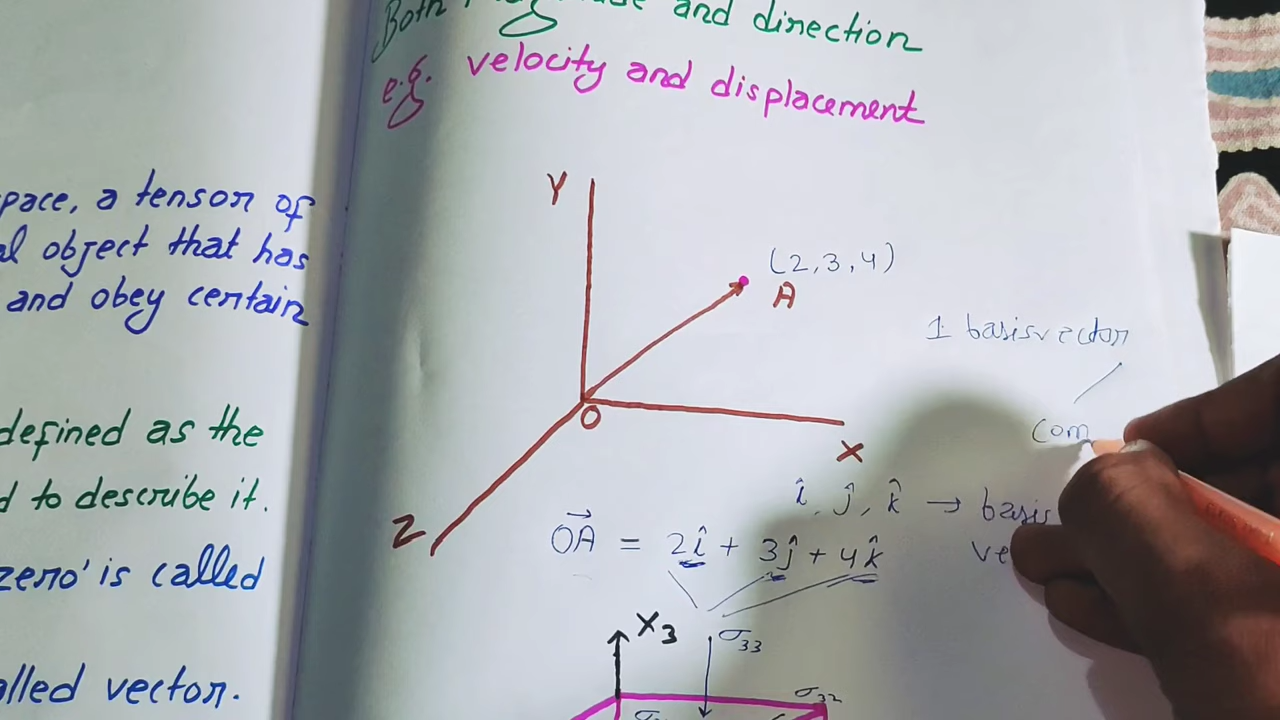 Both and direction
e.g. velocity and displacement
pace, a tensor of
object that has
and obey certain
defined as the
d to describe it.
zero' is called
alled vector.
Y
(2,3,4)
A
O
X
Z
1 basis vector
com
î, ĵ, k̂ → basis
OA = 2î + 3ĵ + 4k̂
X3
σ33
σ32